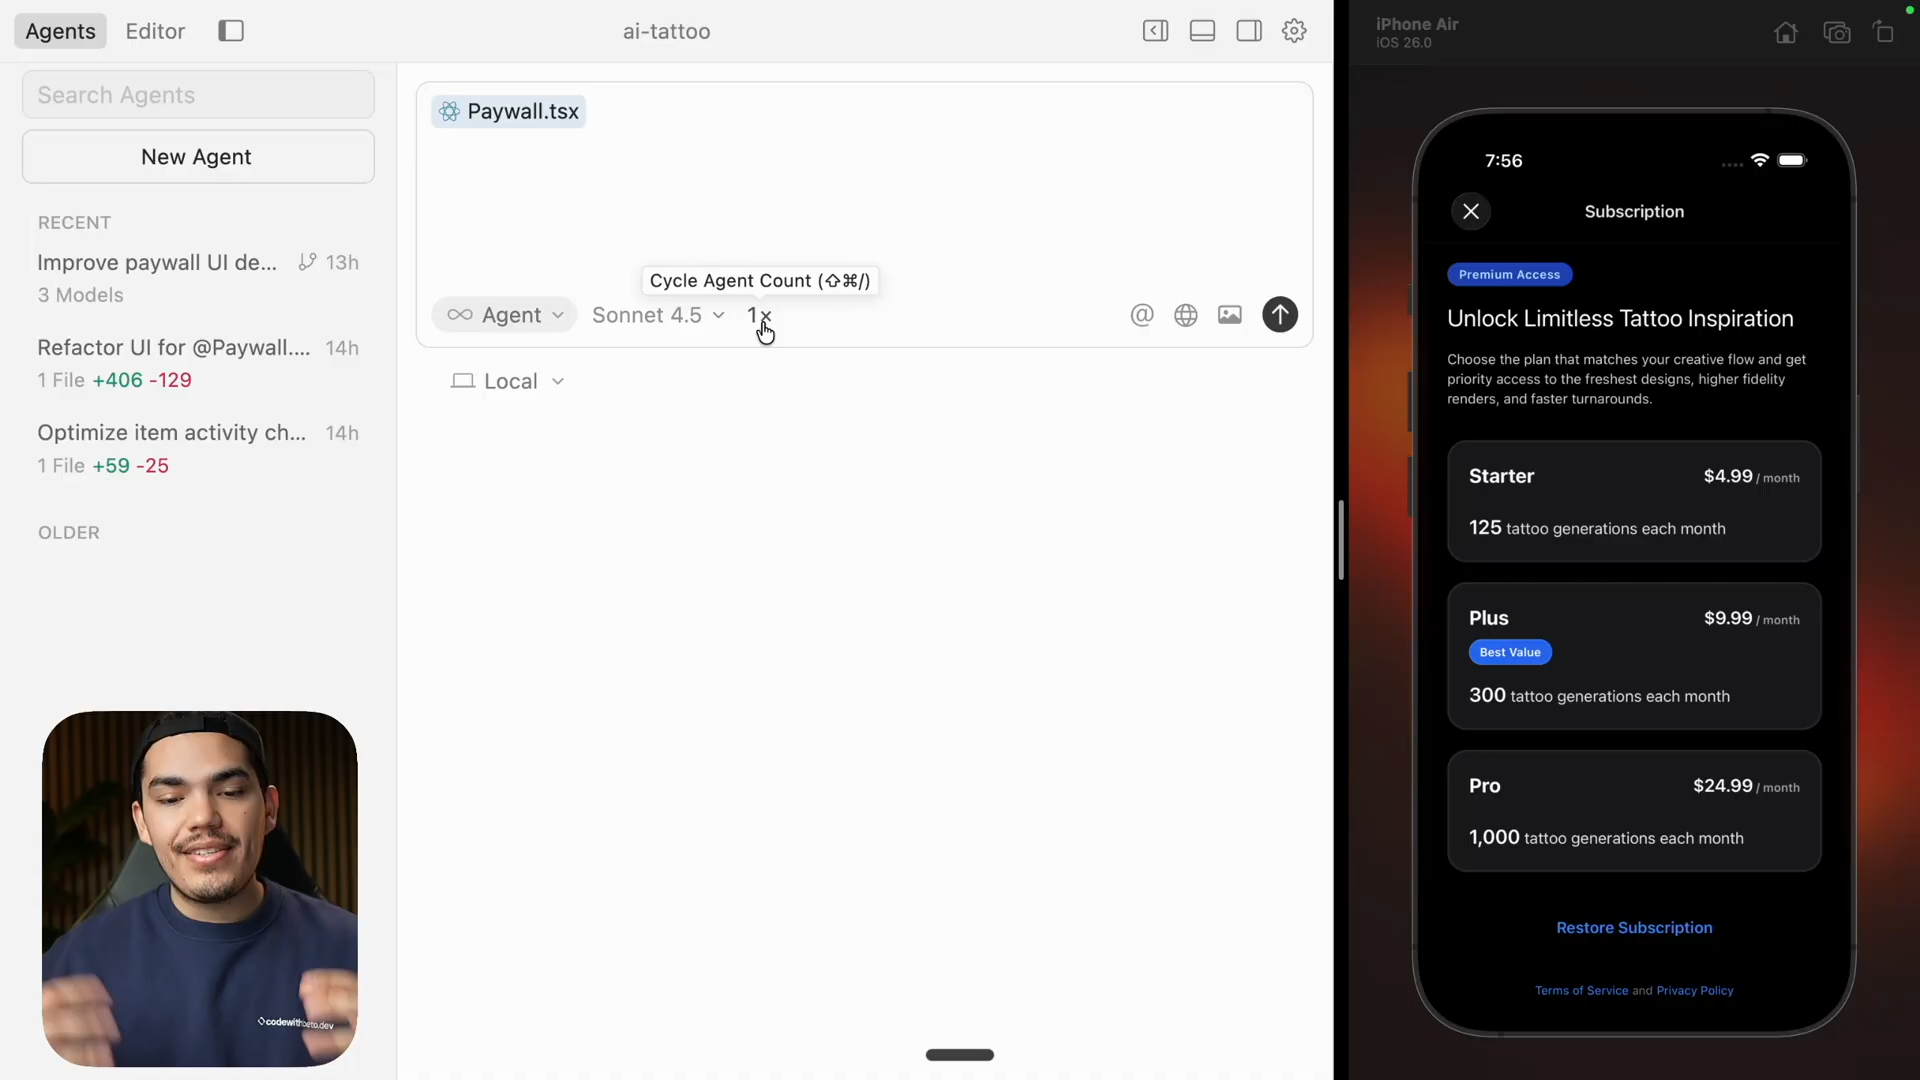 Agents
Editor
ai-tattoo
Search Agents
New Agent
RECENT
Improve paywall UI de... 13h
3 Models
Refactor UI for @Paywall.... 14h
1 File +406 -129
Optimize item activity ch... 14h
1 File +59 -25
OLDER
codewithbeto.dev
Paywall.tsx
Cycle Agent Count (⇧⌘/)
Agent
Sonnet 4.5
1×
Local
iPhone Air
iOS 26.0
7:56
Subscription
Premium Access
Unlock Limitless Tattoo Inspiration
Choose the plan that matches your creative flow and get
priority access to the freshest designs, higher fidelity
renders, and faster turnarounds.
Starter
$4.99 / month
125 tattoo generations each month
Plus
$9.99 / month
Best Value
300 tattoo generations each month
Pro
$24.99 / month
1,000 tattoo generations each month
Restore Subscription
Terms of Service and Privacy Policy